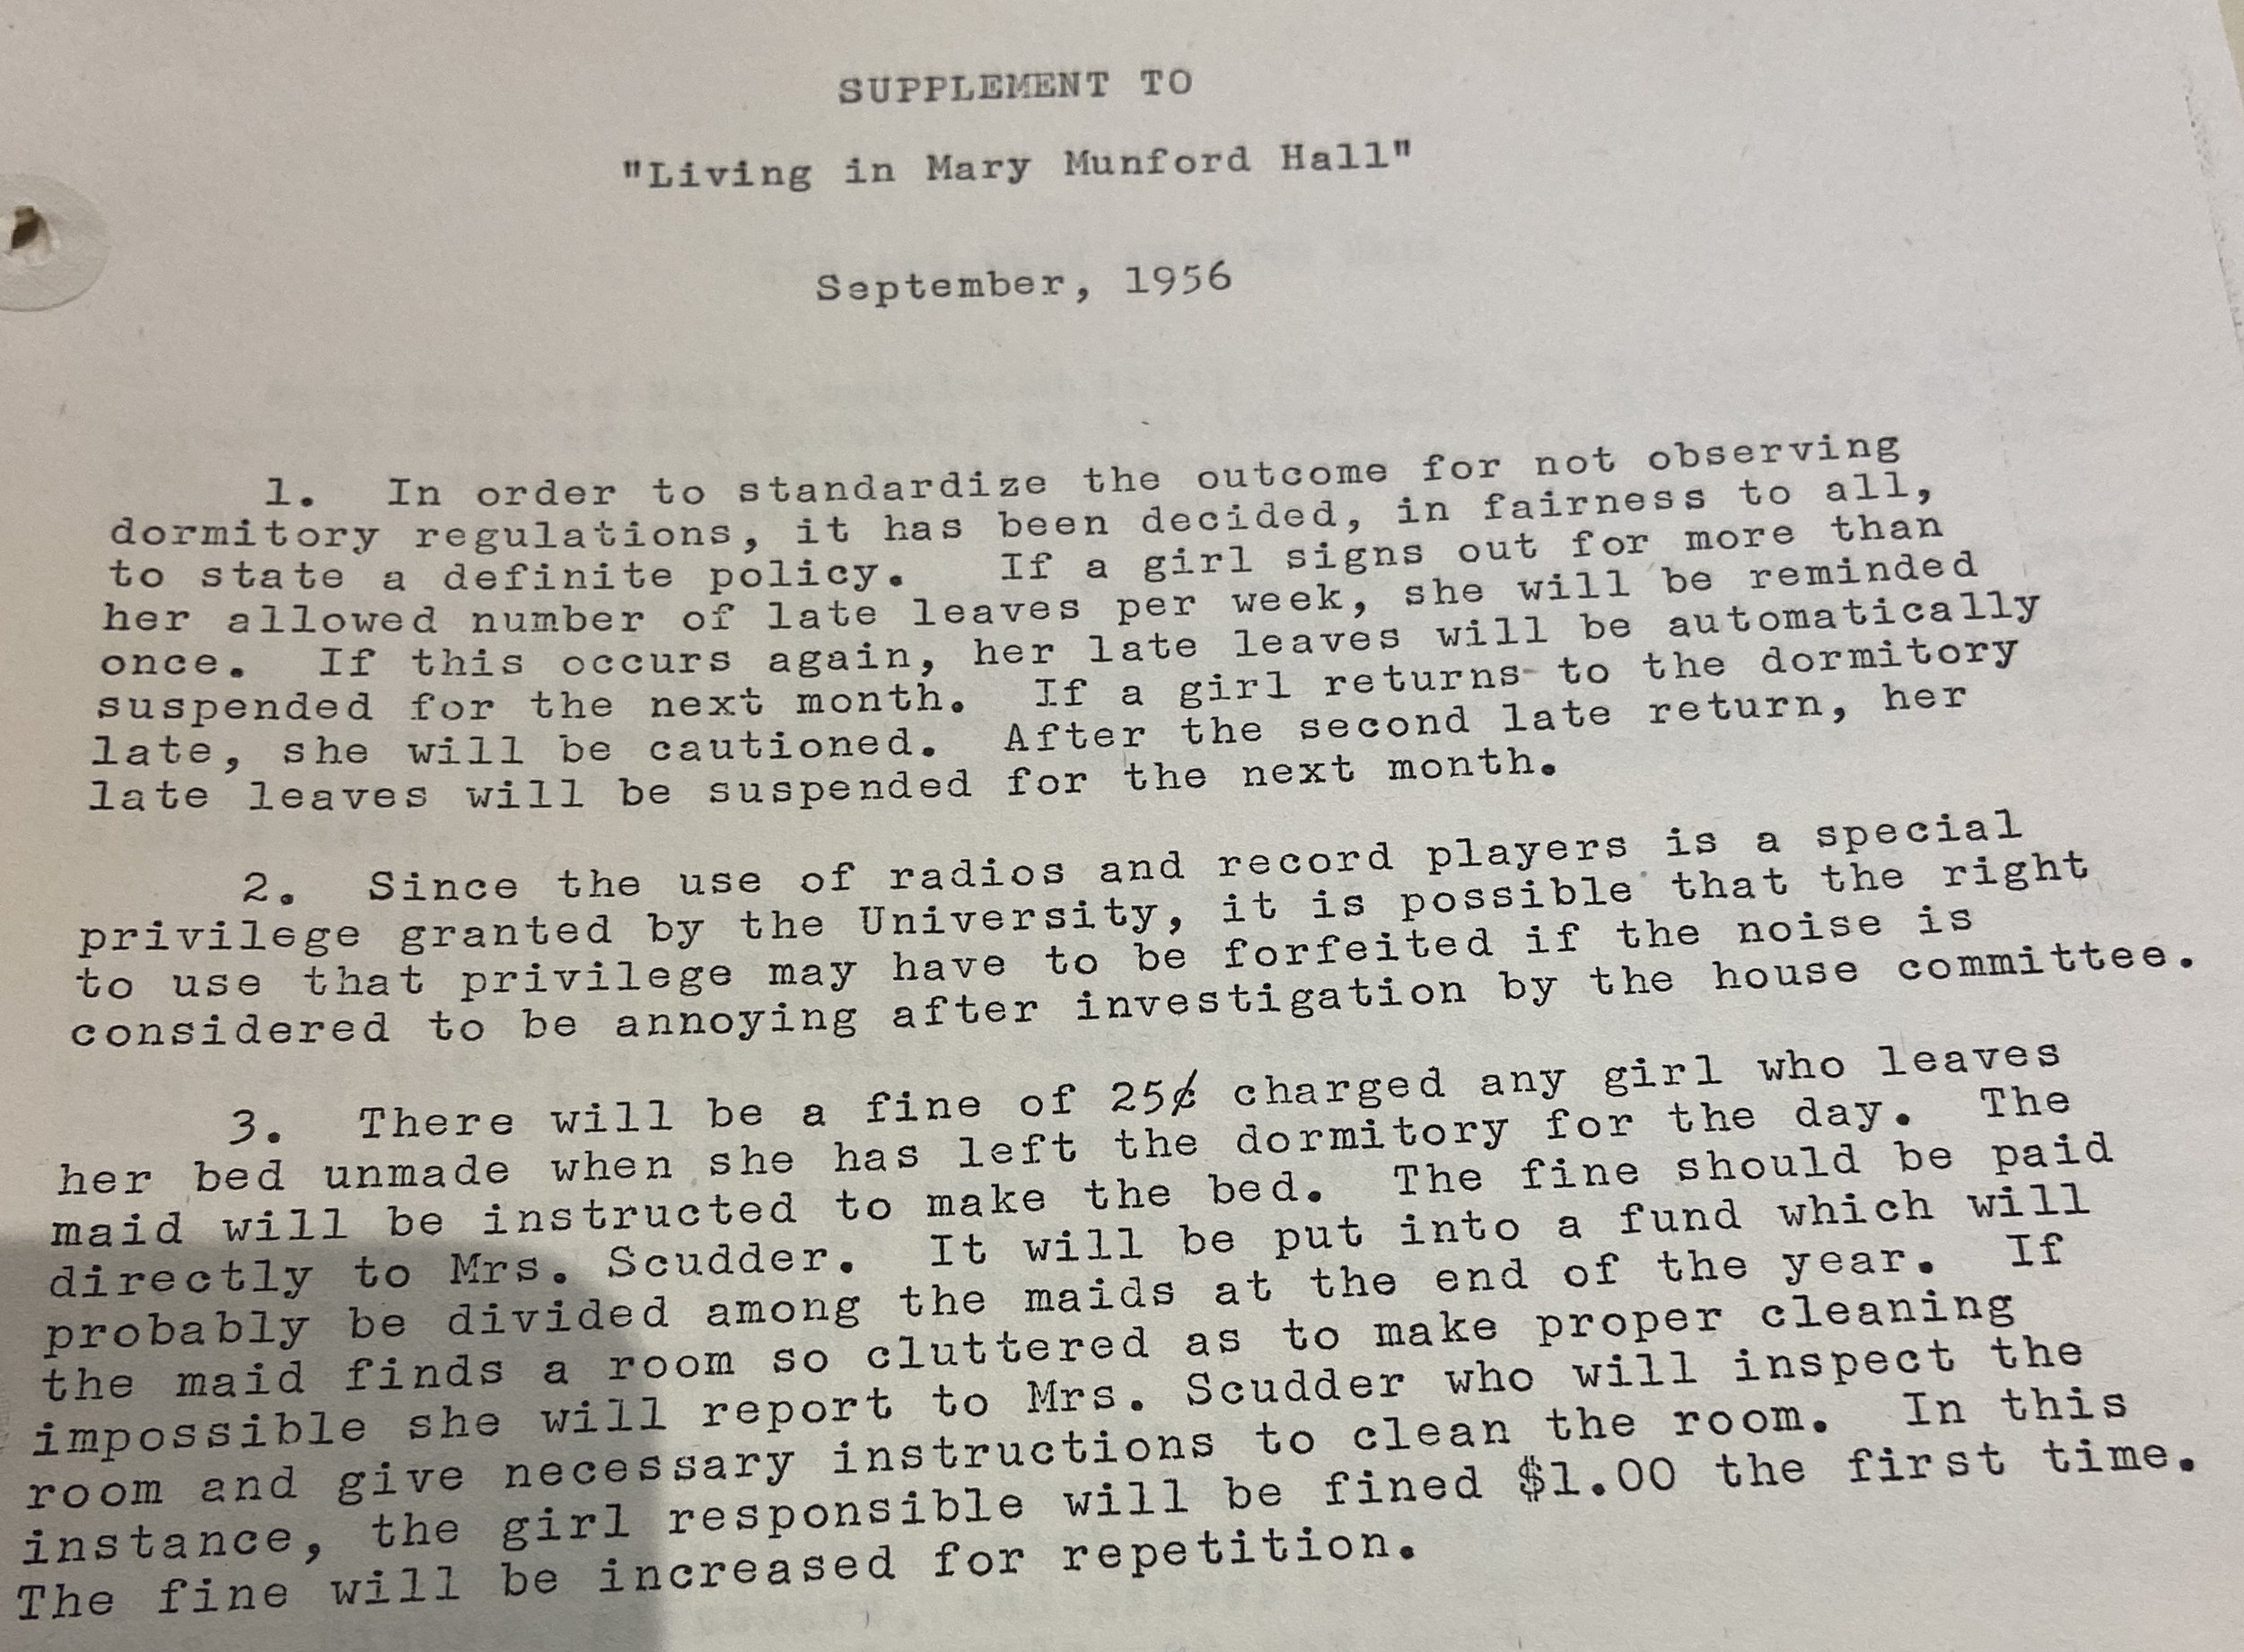 SUPPLEMENT TO
"Living in Mary Munford Hall"
September, 1956
1. In order to standardize the outcome for not observing
dormitory regulations, it has been decided, in fairness to all,
to state a definite policy. If a girl signs out for more than
her allowed number of late leaves per week, she will be reminded
once. If this occurs again, her late leaves will be automatically
suspended for the next month. If a girl returns to the dormitory
late, she will be cautioned. After the second late return, her
late leaves will be suspended for the next month.
2. Since the use of radios and record players is a special
privilege granted by the University, it is possible that the right
to use that privilege may have to be forfeited if the noise is
considered to be annoying after investigation by the house committee.
3. There will be a fine of 25¢ charged any girl who leaves
her bed unmade when she has left the dormitory for the day. The
maid will be instructed to make the bed. The fine should be paid
directly to Mrs. Scudder. It will be put into a fund which will
probably be divided among the maids at the end of the year. If
the maid finds a room so cluttered as to make proper cleaning
impossible she will report to Mrs. Scudder who will inspect the
room and give necessary instructions to clean the room. In this
instance, the girl responsible will be fined $1.00 the first time.
The fine will be increased for repetition.